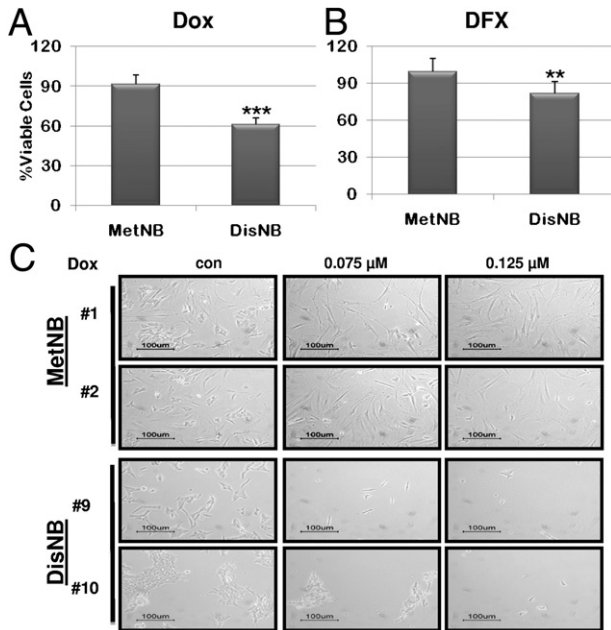 A
Dox
%Viable Cells
120
90
60
30
0
***
MetNB
DisNB
B
DFX
120
90
60
30
0
**
MetNB
DisNB
C
Dox
con
0.075 µM
0.125 µM
MetNB
#1
100um
100um
100um
#2
100um
100um
100um
DisNB
#9
100um
100um
100um
#10
100um
100um
100um